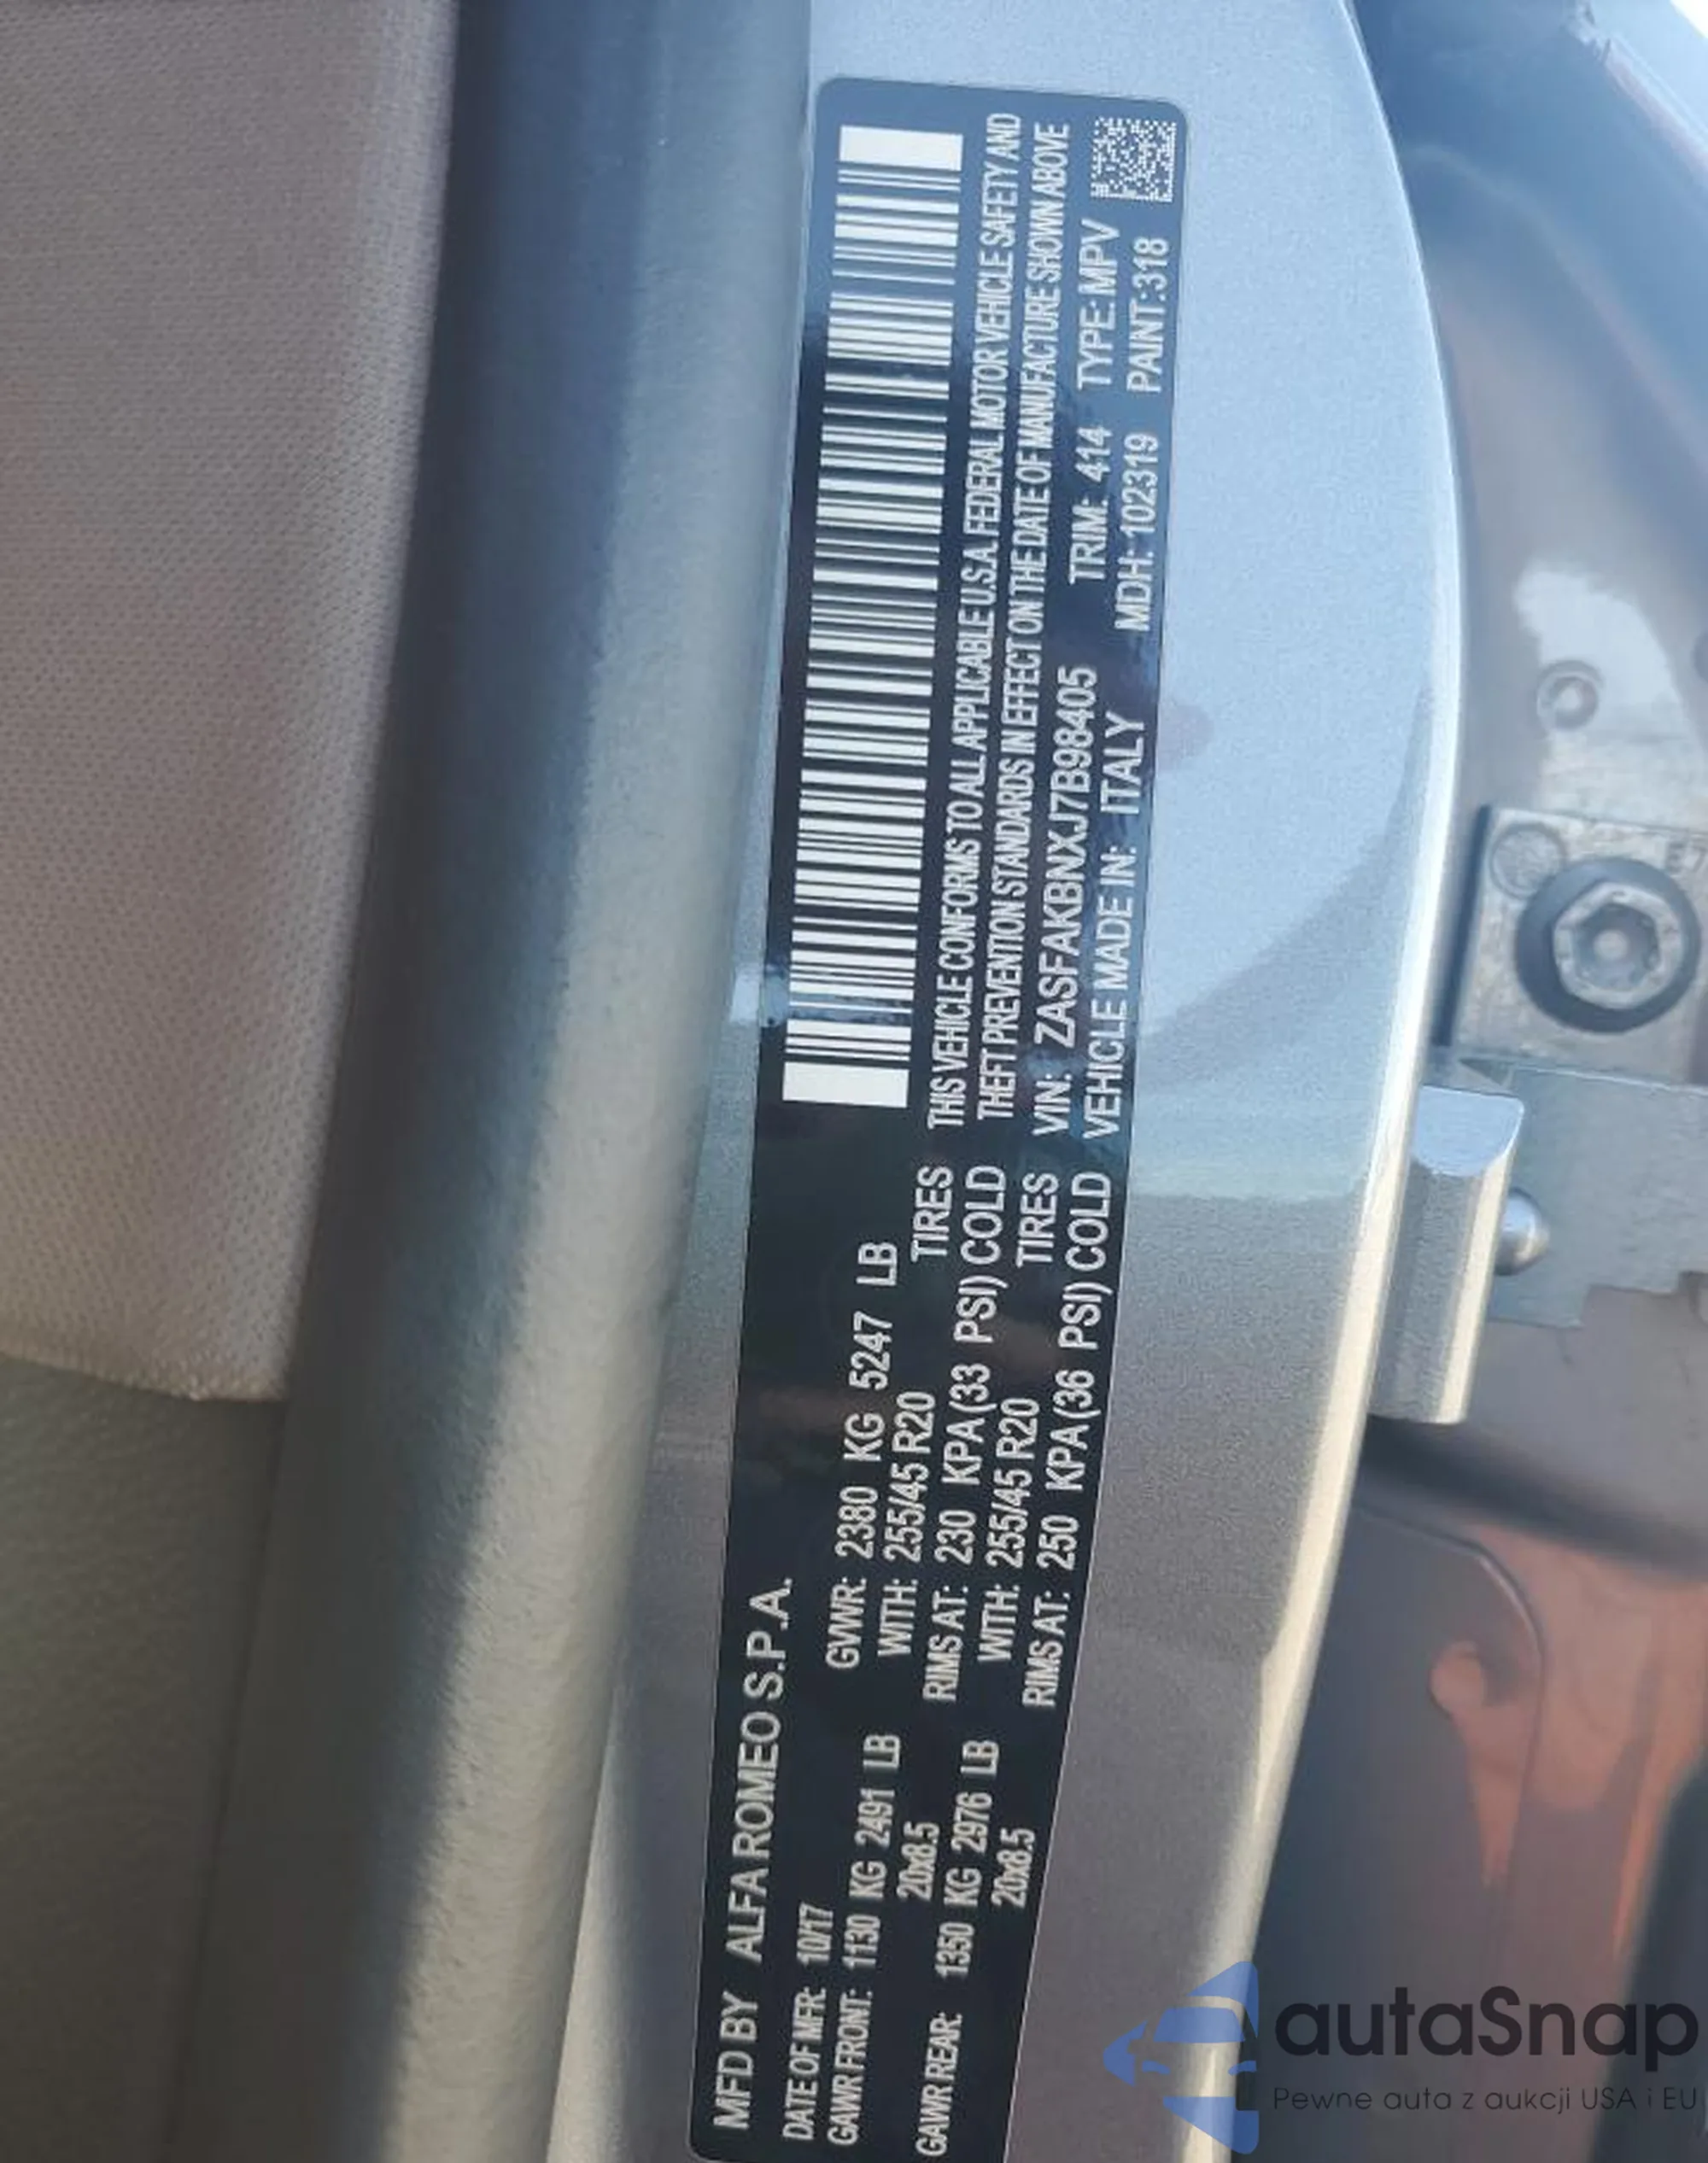 MFD BY ALFA ROMEO S.P.A.
DATE OF MFR: 10/17 GVWR: 2380 KG 5247 LB
GAWR FRONT: 1130 KG 2491 LB WITH: 255/45 R20 TIRES
20x8.5 RIMS AT: 230 KPA (33 PSI) COLD
GAWR REAR: 1350 KG 2976 LB WITH: 255/45 R20 TIRES
20x8.5 RIMS AT: 250 KPA (36 PSI) COLD
THIS VEHICLE CONFORMS TO ALL APPLICABLE U.S.A. FEDERAL MOTOR VEHICLE SAFETY AND
THEFT PREVENTION STANDARDS IN EFFECT ON THE DATE OF MANUFACTURE SHOWN ABOVE
VIN: ZASFAKBNXJ7B98405 TRIM: 414 TYPE: MPV
VEHICLE MADE IN: ITALY MDH: 102319 PAINT: 318
autaSnap
Pewne auta z aukcji USA i EU